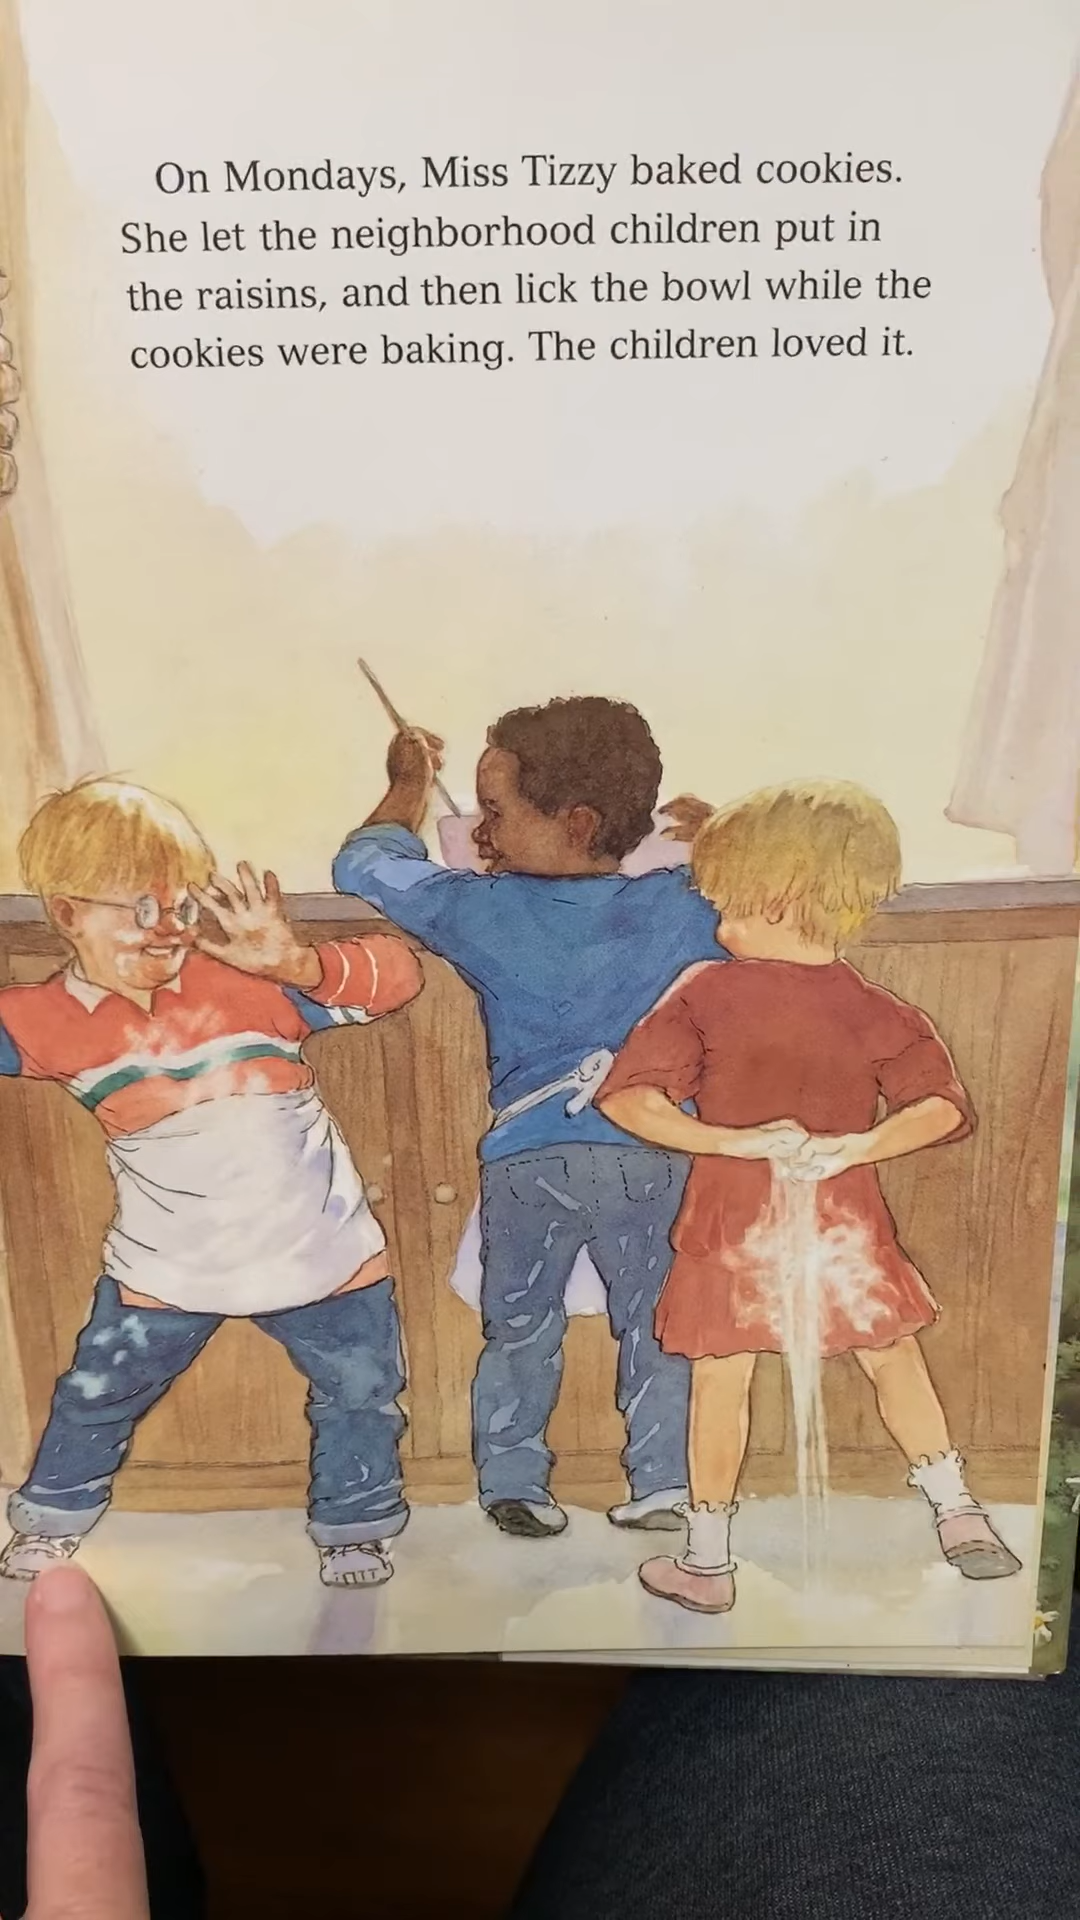 On Mondays, Miss Tizzy baked cookies.
She let the neighborhood children put in
the raisins, and then lick the bowl while the
cookies were baking. The children loved it.